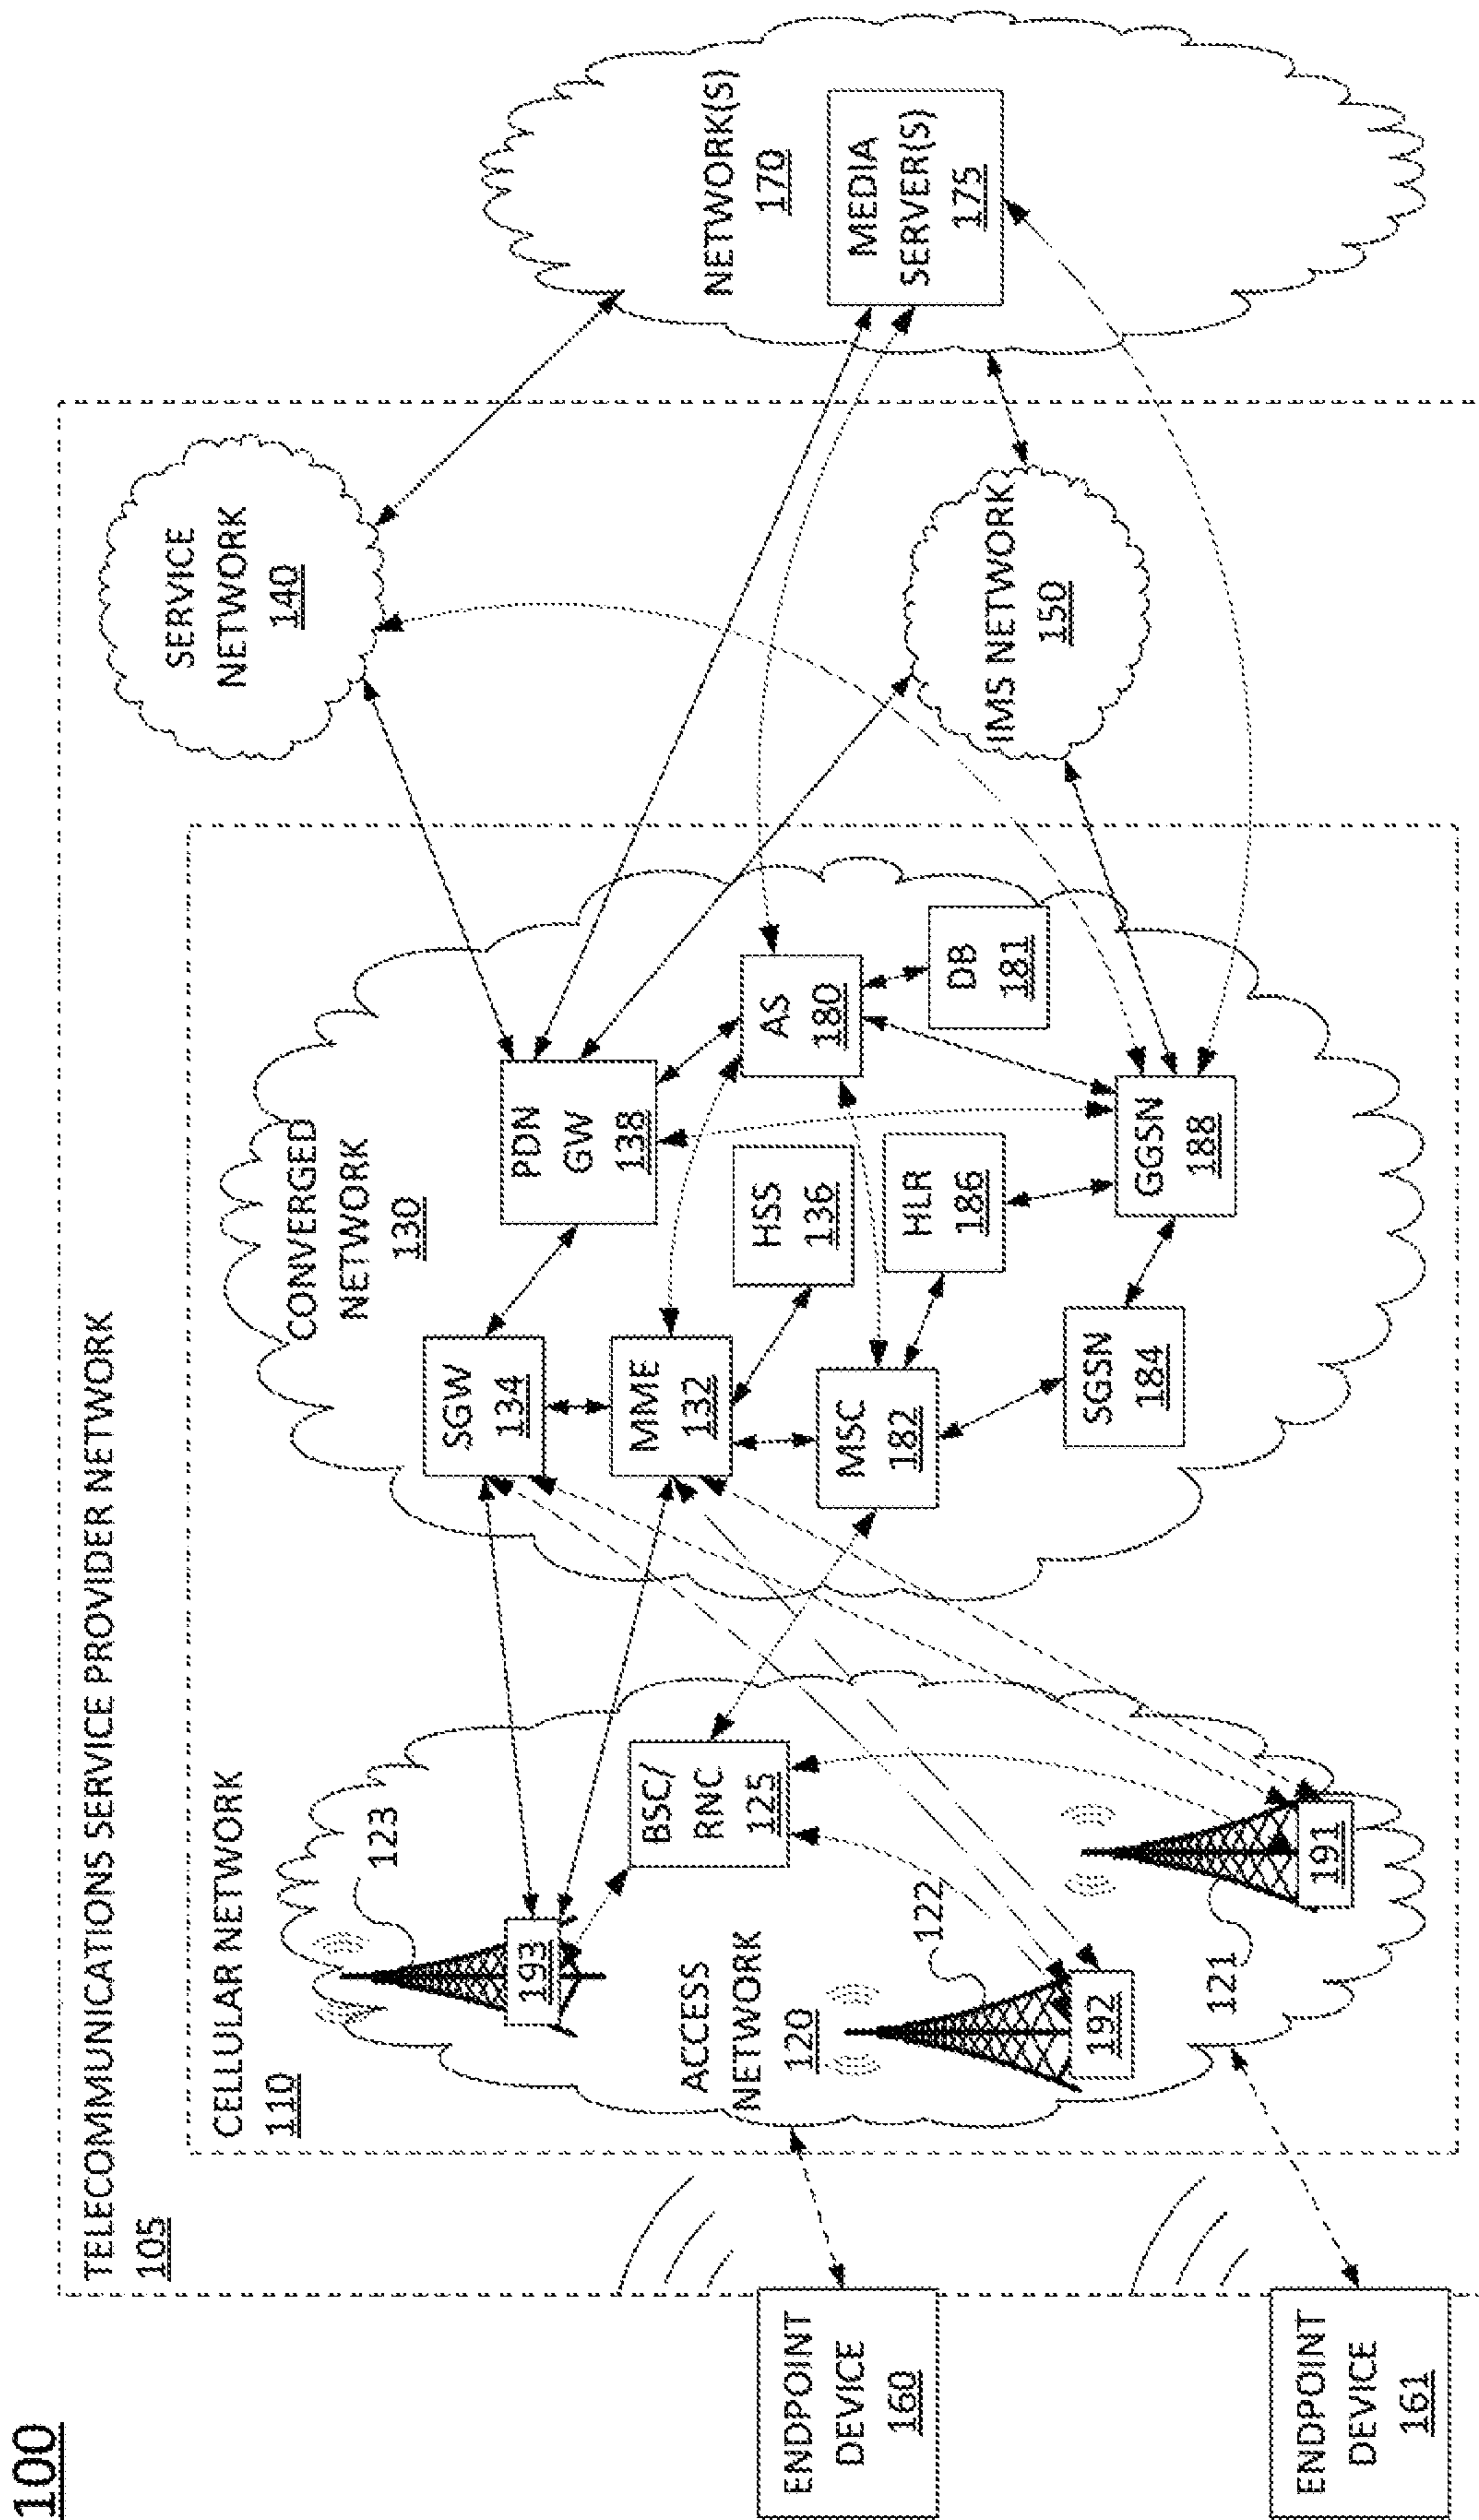 100
TELECOMMUNICATIONS SERVICE PROVIDER NETWORK
105
CELLULAR NETWORK
110
123
193
BSC/
RNC
125
ACCESS
NETWORK
120
122
192
121
191
ENDPOINT
DEVICE
160
ENDPOINT
DEVICE
161
CONVERGED
NETWORK
130
SGW
134
PDN
GW
138
MME
132
HSS
136
AS
180
DB
181
MSC
182
HLR
186
SGSN
184
GGSN
188
SERVICE
NETWORK
140
IMS NETWORK
150
NETWORK(S)
170
MEDIA
SERVER(S)
175